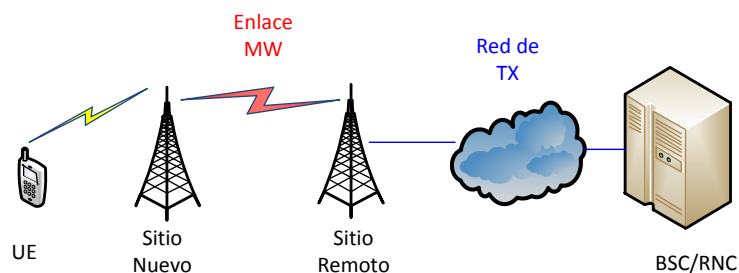 Enlace
MW
Red de
TX
UE
Sitio
Nuevo
Sitio
Remoto
BSC/RNC